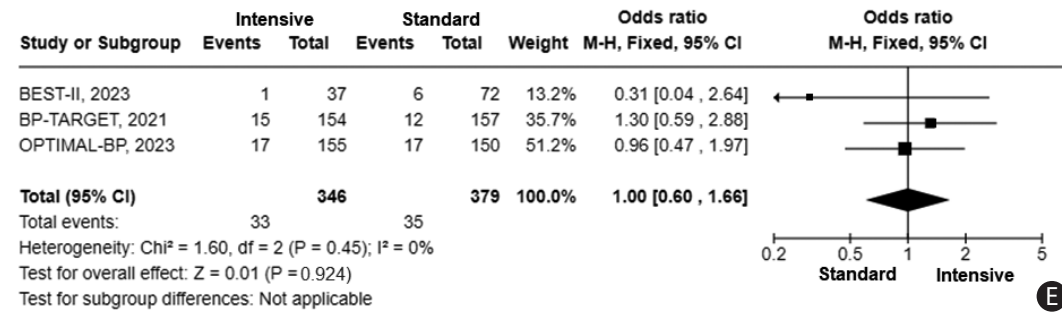 Intensive Standard Odds ratio Odds ratio
Study or Subgroup Events Total Events Total Weight M-H, Fixed, 95% CI M-H, Fixed, 95% CI
BEST-II, 2023 1 37 6 72 13.2% 0.31 [0.04 , 2.64]
BP-TARGET, 2021 15 154 12 157 35.7% 1.30 [0.59 , 2.88]
OPTIMAL-BP, 2023 17 155 17 150 51.2% 0.96 [0.47 , 1.97]
Total (95% CI) 346 379 100.0% 1.00 [0.60 , 1.66]
Total events: 33 35
Heterogeneity: Chi² = 1.60, df = 2 (P = 0.45); I² = 0%
Test for overall effect: Z = 0.01 (P = 0.924)
Test for subgroup differences: Not applicable
0.2 0.5 1 2 5
Standard Intensive
E